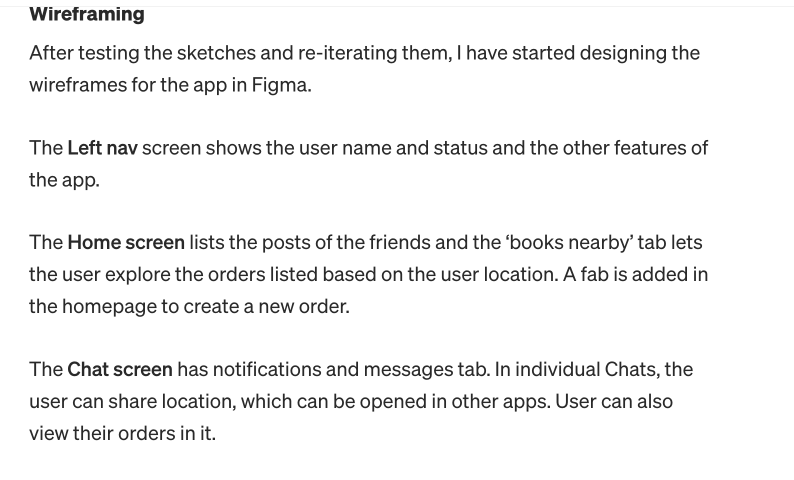 Wireframing
After testing the sketches and re-iterating them, I have started designing the
wireframes for the app in Figma.
The Left nav screen shows the user name and status and the other features of
the app.
The Home screen lists the posts of the friends and the ‘books nearby’ tab lets
the user explore the orders listed based on the user location. A fab is added in
the homepage to create a new order.
The Chat screen has notifications and messages tab. In individual Chats, the
user can share location, which can be opened in other apps. User can also
view their orders in it.